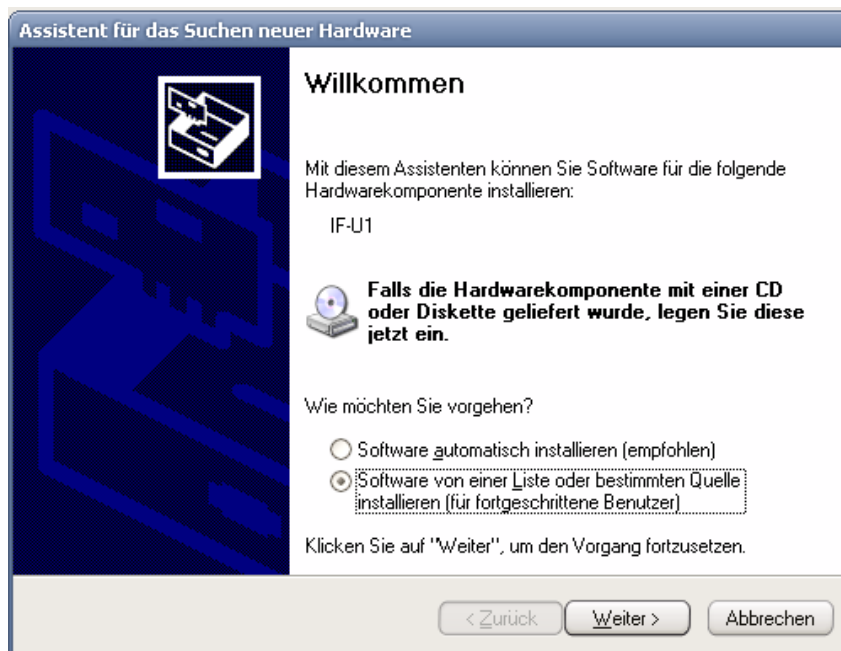 Assistent für das Suchen neuer Hardware
Willkommen
Mit diesem Assistenten können Sie Software für die folgende
Hardwarekomponente installieren:
IF-U1
Falls die Hardwarekomponente mit einer CD
oder Diskette geliefert wurde, legen Sie diese
jetzt ein.
Wie möchten Sie vorgehen?
Software automatisch installieren (empfohlen)
Software von einer Liste oder bestimmten Quelle
installieren (für fortgeschrittene Benutzer)
Klicken Sie auf "Weiter", um den Vorgang fortzusetzen.
< Zurück Weiter > Abbrechen